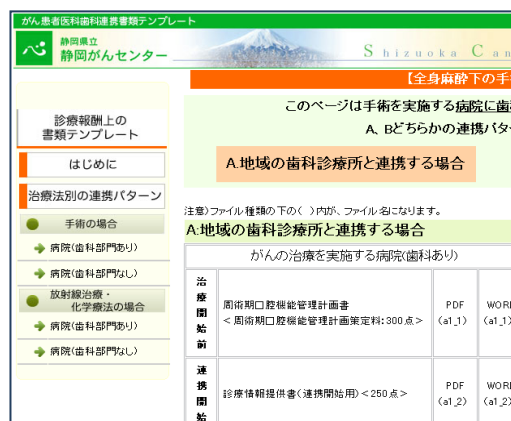 がん患者医科歯科連携書類テンプレート
静岡県立
静岡がんセンター
Shizuoka Can
【全身麻酔下の手
このページは手術を実施する病院に歯
A、Bどちらかの連携パター
診療報酬上の
書類テンプレート
はじめに
治療法別の連携パターン
手術の場合
病院(歯科部門あり)
病院(歯科部門なし)
放射線治療・
化学療法の場合
病院(歯科部門あり)
病院(歯科部門なし)
A.地域の歯科診療所と連携する場合
注意)ファイル種類の下の( )内が、ファイル名になります。
A:地域の歯科診療所と連携する場合
がんの治療を実施する病院(歯科あり)
治療開始前
周術期口腔機能管理計画書
<周術期口腔機能管理計画策定料:300点>
PDF
(a1_1)
WOR
(a1_1)
連携開始
診療情報提供書(連携開始用)<250点>
PDF
(a1_2)
WOR
(a1_2)